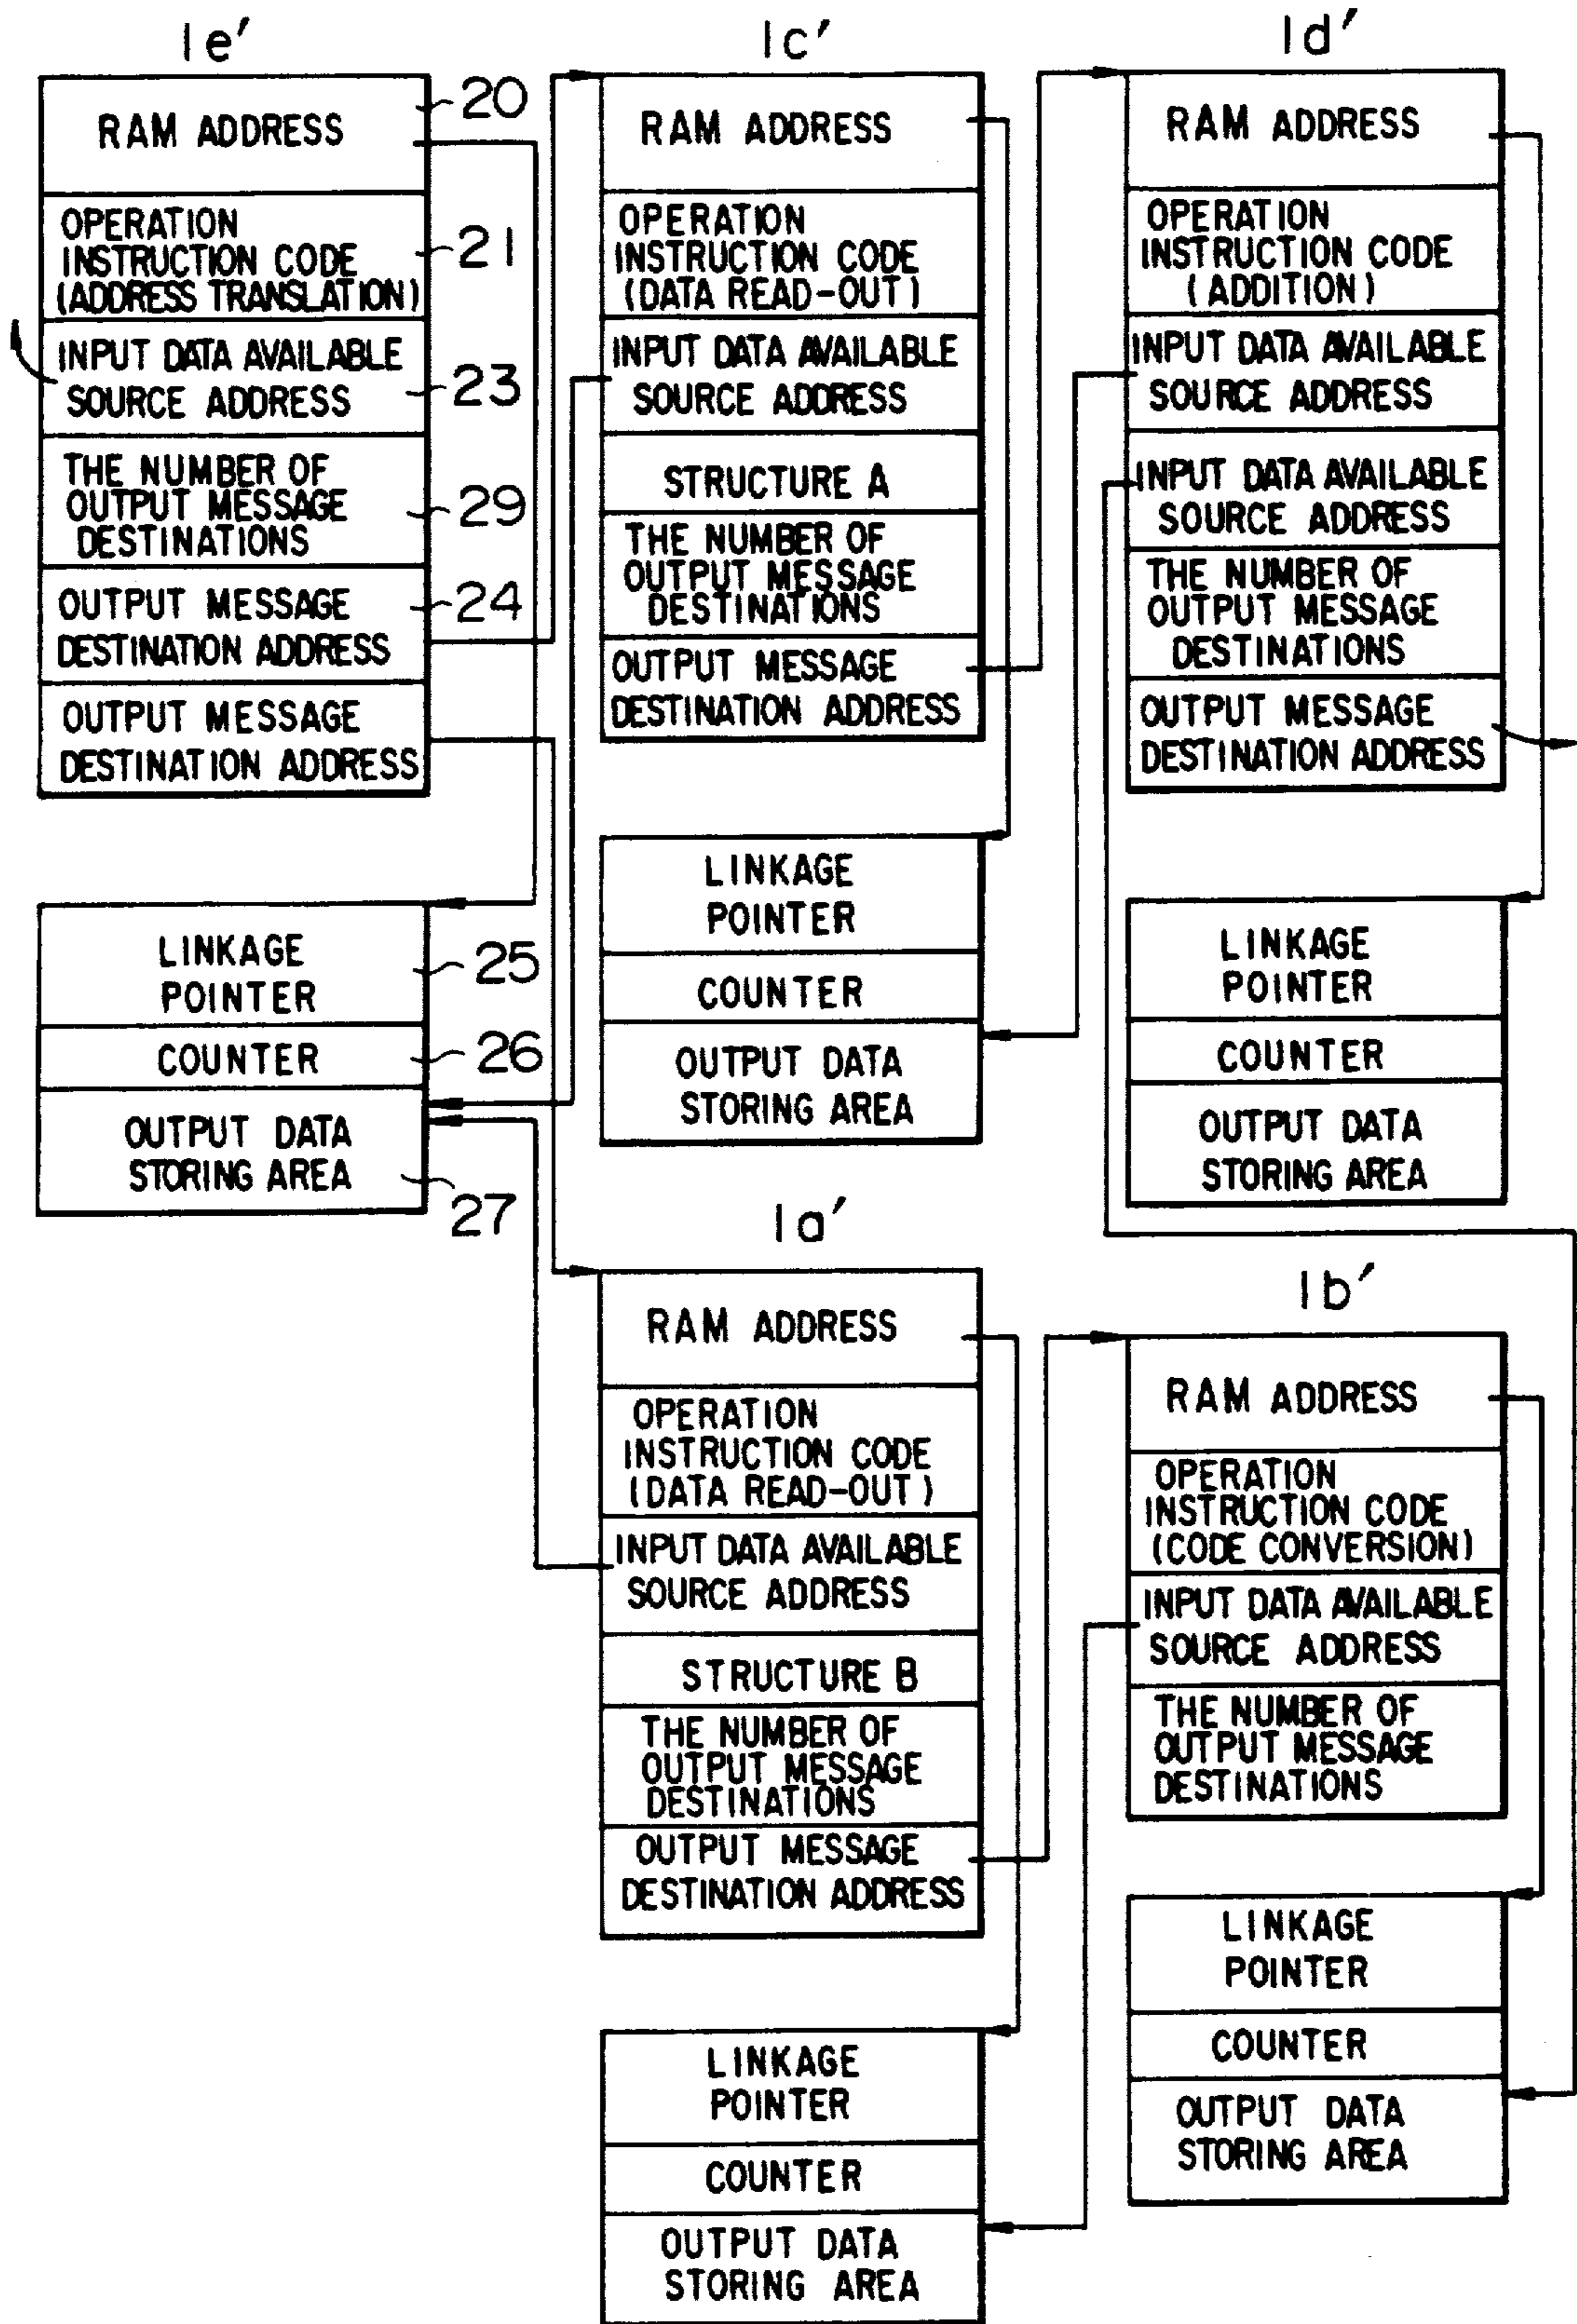 1e'
RAM ADDRESS
20
OPERATION
INSTRUCTION CODE
(ADDRESS TRANSLATION)
21
INPUT DATA AVAILABLE
SOURCE ADDRESS
23
THE NUMBER OF
OUTPUT MESSAGE
DESTINATIONS
29
OUTPUT MESSAGE
DESTINATION ADDRESS
24
OUTPUT MESSAGE
DESTINATION ADDRESS
LINKAGE
POINTER
25
COUNTER
26
OUTPUT DATA
STORING AREA
27
1c'
RAM ADDRESS
OPERATION
INSTRUCTION CODE
(DATA READ-OUT)
INPUT DATA AVAILABLE
SOURCE ADDRESS
STRUCTURE A
THE NUMBER OF
OUTPUT MESSAGE
DESTINATIONS
OUTPUT MESSAGE
DESTINATION ADDRESS
LINKAGE
POINTER
COUNTER
OUTPUT DATA
STORING AREA
1d'
RAM ADDRESS
OPERATION
INSTRUCTION CODE
(ADDITION)
INPUT DATA AVAILABLE
SOURCE ADDRESS
INPUT DATA AVAILABLE
SOURCE ADDRESS
THE NUMBER OF
OUTPUT MESSAGE
DESTINATIONS
OUTPUT MESSAGE
DESTINATION ADDRESS
LINKAGE
POINTER
COUNTER
OUTPUT DATA
STORING AREA
1a'
RAM ADDRESS
OPERATION
INSTRUCTION CODE
(DATA READ-OUT)
INPUT DATA AVAILABLE
SOURCE ADDRESS
STRUCTURE B
THE NUMBER OF
OUTPUT MESSAGE
DESTINATIONS
OUTPUT MESSAGE
DESTINATION ADDRESS
LINKAGE
POINTER
COUNTER
OUTPUT DATA
STORING AREA
1b'
RAM ADDRESS
OPERATION
INSTRUCTION CODE
(CODE CONVERSION)
INPUT DATA AVAILABLE
SOURCE ADDRESS
THE NUMBER OF
OUTPUT MESSAGE
DESTINATIONS
LINKAGE
POINTER
COUNTER
OUTPUT DATA
STORING AREA